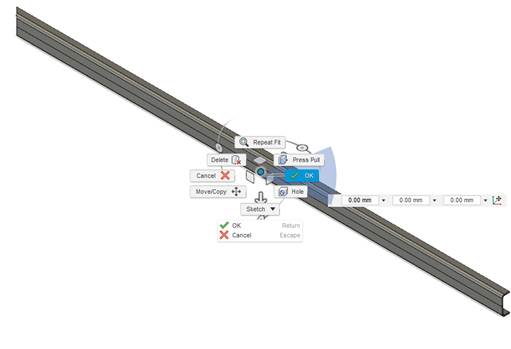 Repeat Fit
Delete
Press Pull
Cancel
OK
Move/Copy
Hole
0.00 mm
0.00 mm
0.00 mm
Sketch
OK Return
Cancel Escape